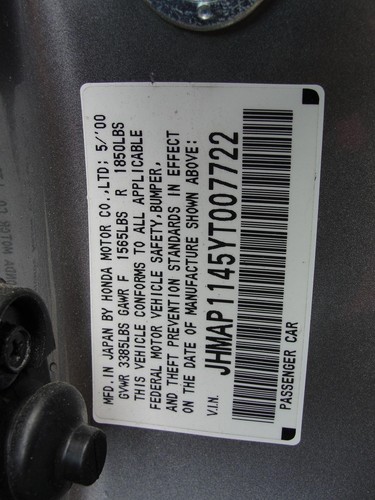 MFD. IN JAPAN BY HONDA MOTOR CO.,LTD: 5/'00
GVWR 3385LBS GAWR F 1565LBS R 1850LBS
THIS VEHICLE CONFORMS TO ALL APPLICABLE
FEDERAL MOTOR VEHICLE SAFETY,BUMPER,
AND THEFT PREVENTION STANDARDS IN EFFECT
ON THE DATE OF MANUFACTURE SHOWN ABOVE:
V.I.N. JHMAP1145YT007722
PASSENGER CAR